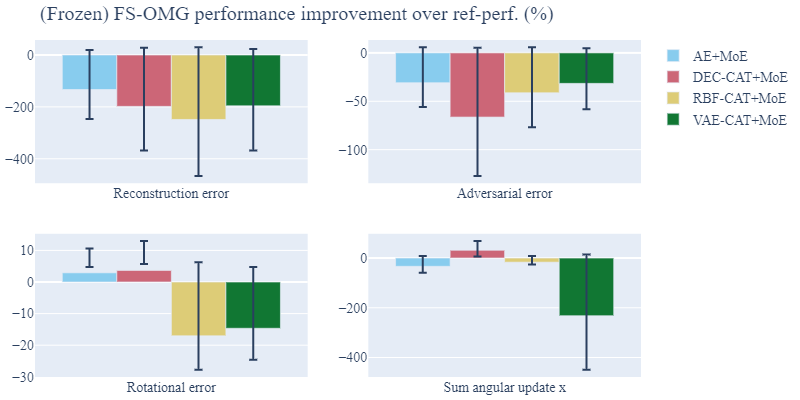 (Frozen) FS-OMG performance improvement over ref-perf. (%)
0
−200
−400
Reconstruction error
0
−50
−100
Adversarial error
AE+MoE
DEC-CAT+MoE
RBF-CAT+MoE
VAE-CAT+MoE
10
0
−10
−20
−30
Rotational error
0
−200
−400
Sum angular update x